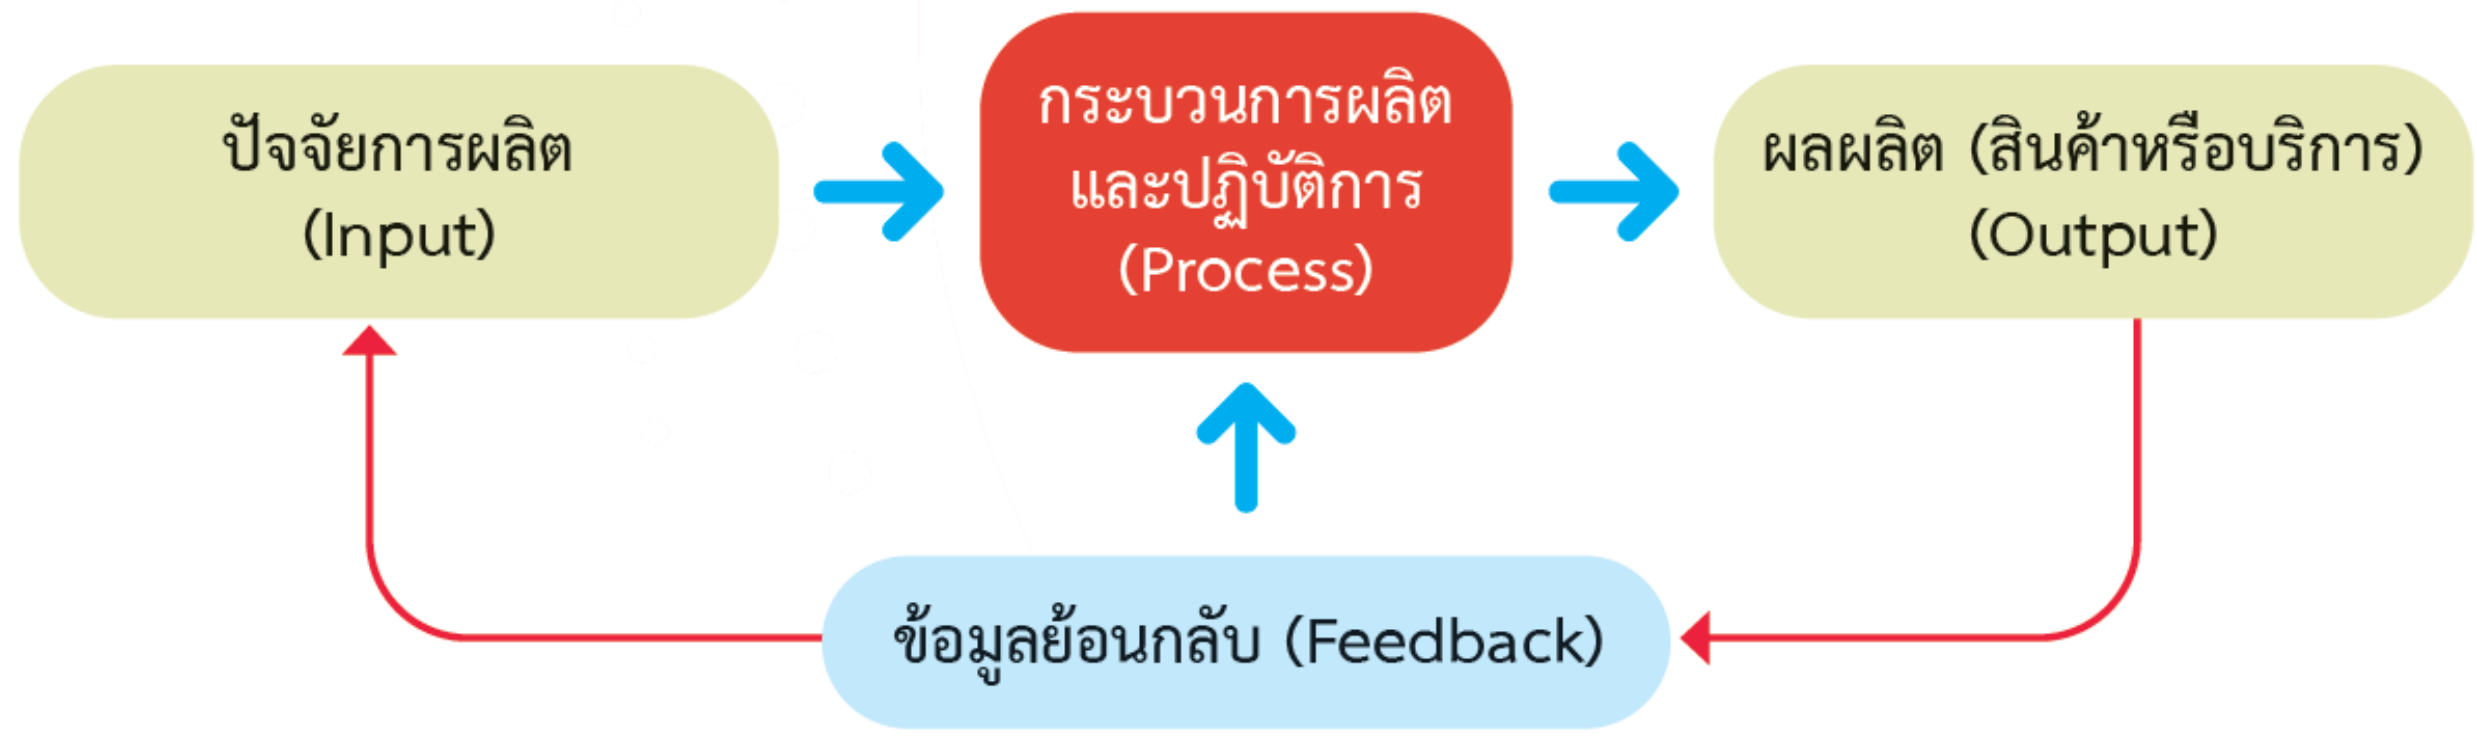 ปัจจัยการผลิต
(Input)
กระบวนการผลิต
และปฏิบัติการ
(Process)
ผลผลิต (สินค้าหรือบริการ)
(Output)
ข้อมูลย้อนกลับ (Feedback)